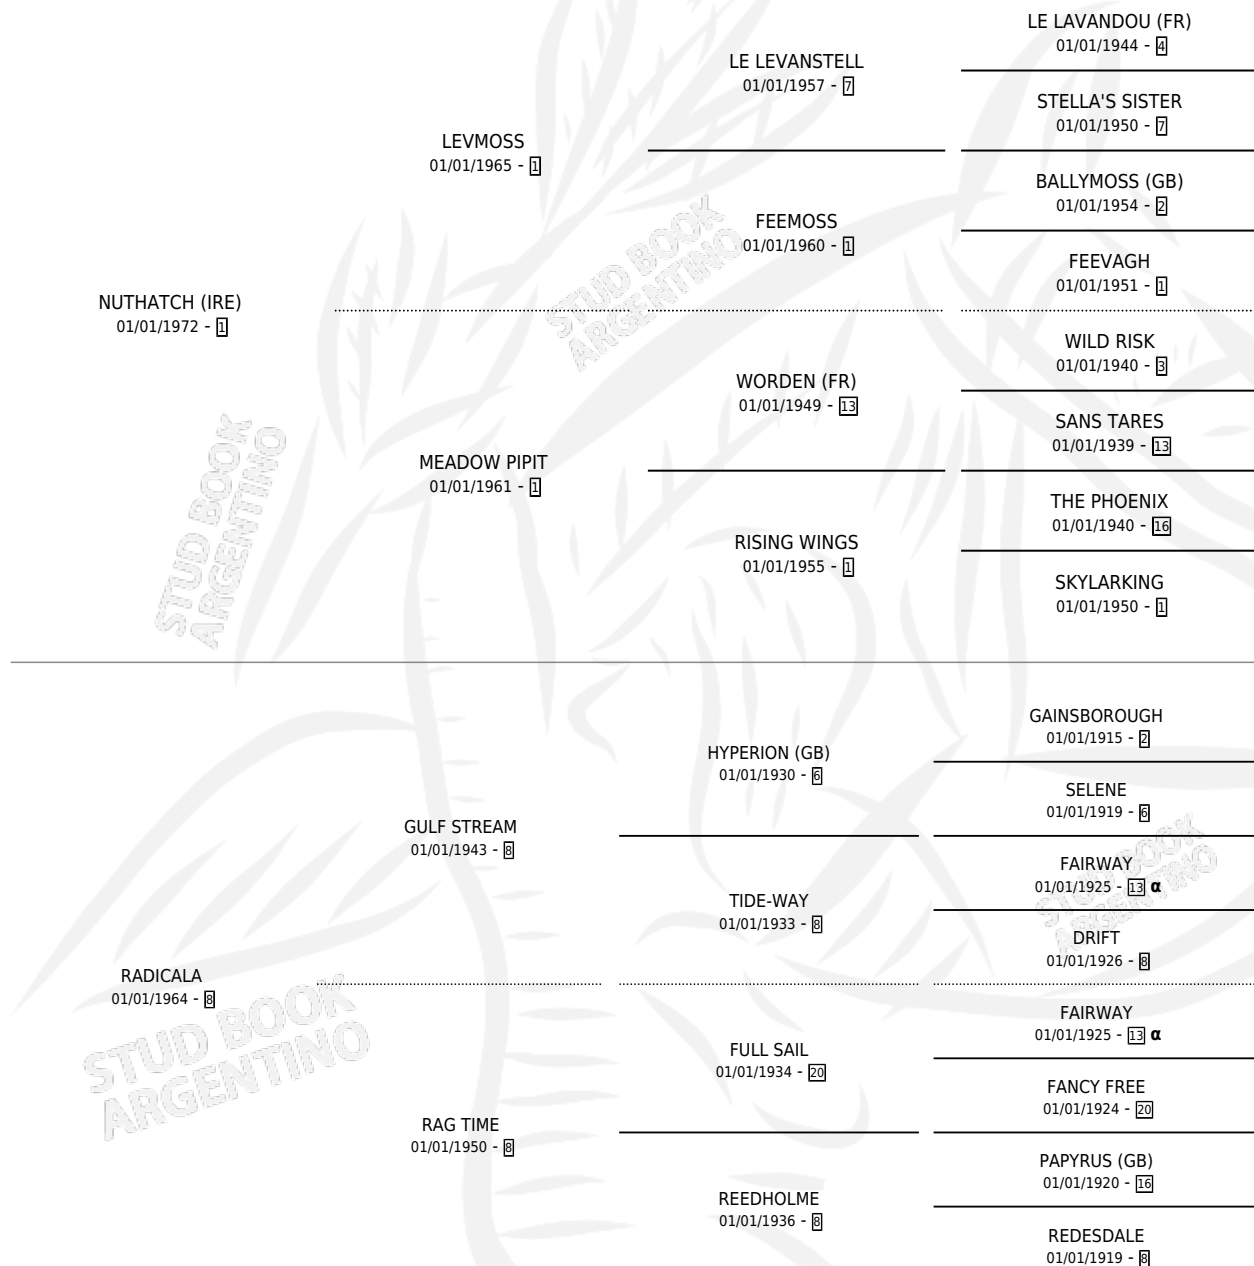 LE LAVANDOU (FR)
01/01/1944 - 4
LE LEVANSTELL
01/01/1957 - 7
STELLA'S SISTER
01/01/1950 - 7
LEVMOSS
01/01/1965 - 1
BALLYMOSS (GB)
01/01/1954 - 2
FEEMOSS
01/01/1960 - 1
FEEVAGH
01/01/1951 - 1
NUTHATCH (IRE)
01/01/1972 - 1
WILD RISK
01/01/1940 - 3
WORDEN (FR)
01/01/1949 - 13
SANS TARES
01/01/1939 - 13
MEADOW PIPIT
01/01/1961 - 1
THE PHOENIX
01/01/1940 - 16
RISING WINGS
01/01/1955 - 1
SKYLARKING
01/01/1950 - 1
GAINSBOROUGH
01/01/1915 - 2
HYPERION (GB)
01/01/1930 - 6
SELENE
01/01/1919 - 6
GULF STREAM
01/01/1943 - 8
FAIRWAY
01/01/1925 - 13 α
TIDE-WAY
01/01/1933 - 8
DRIFT
01/01/1926 - 8
RADICALA
01/01/1964 - 8
FAIRWAY
01/01/1925 - 13 α
FULL SAIL
01/01/1934 - 20
FANCY FREE
01/01/1924 - 20
RAG TIME
01/01/1950 - 8
PAPYRUS (GB)
01/01/1920 - 16
REEDHOLME
01/01/1936 - 8
REDESDALE
01/01/1919 - 8
STUD BOOK
ARGENTINO
STUD BOOK
ARGENTINO
STUD BOOK
ARGENTINO
STUD BOOK
ARGENTINO